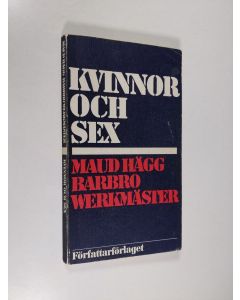 KVINNOR
OCH
SEX
MAUD HÄGG
BARBRO
WERKMÄSTER
Författarförlaget